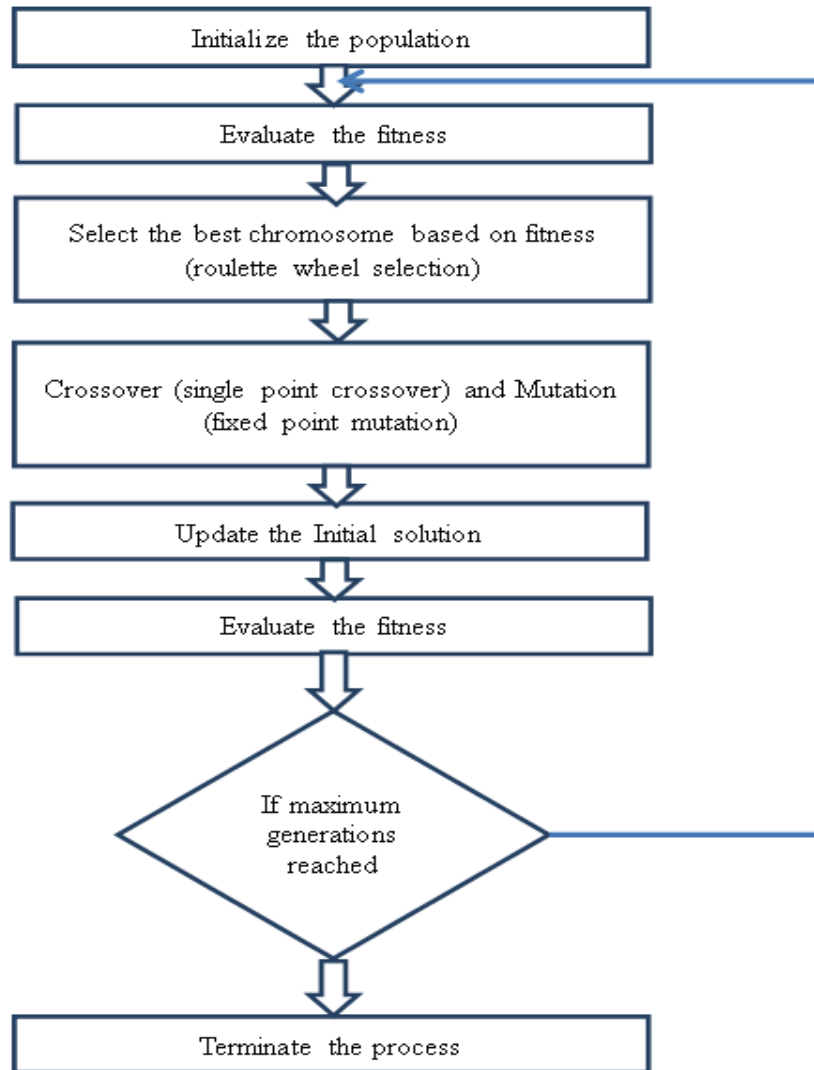 Initialize the population
Evaluate the fitness
Select the best chromosome based on fitness
(roulette wheel selection)
Crossover (single point crossover) and Mutation
(fixed point mutation)
Update the Initial solution
Evaluate the fitness
If maximum
generations
reached
Terminate the process